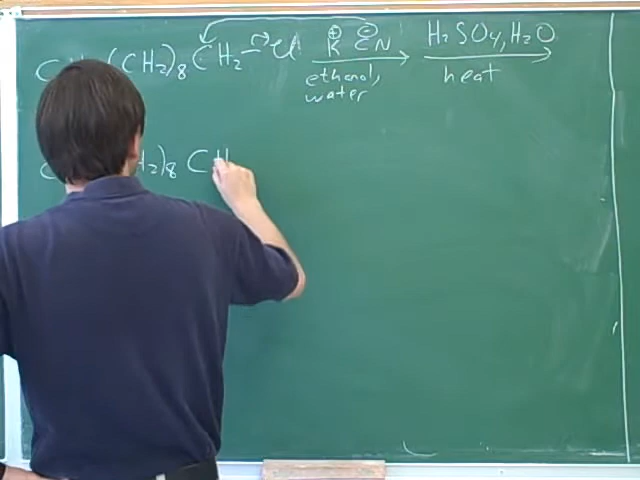 C (CH2)8 CH2 – Cl K⊕ ⊖CN H2SO4, H2O
ethanol, heat
water
C H2)8 CH